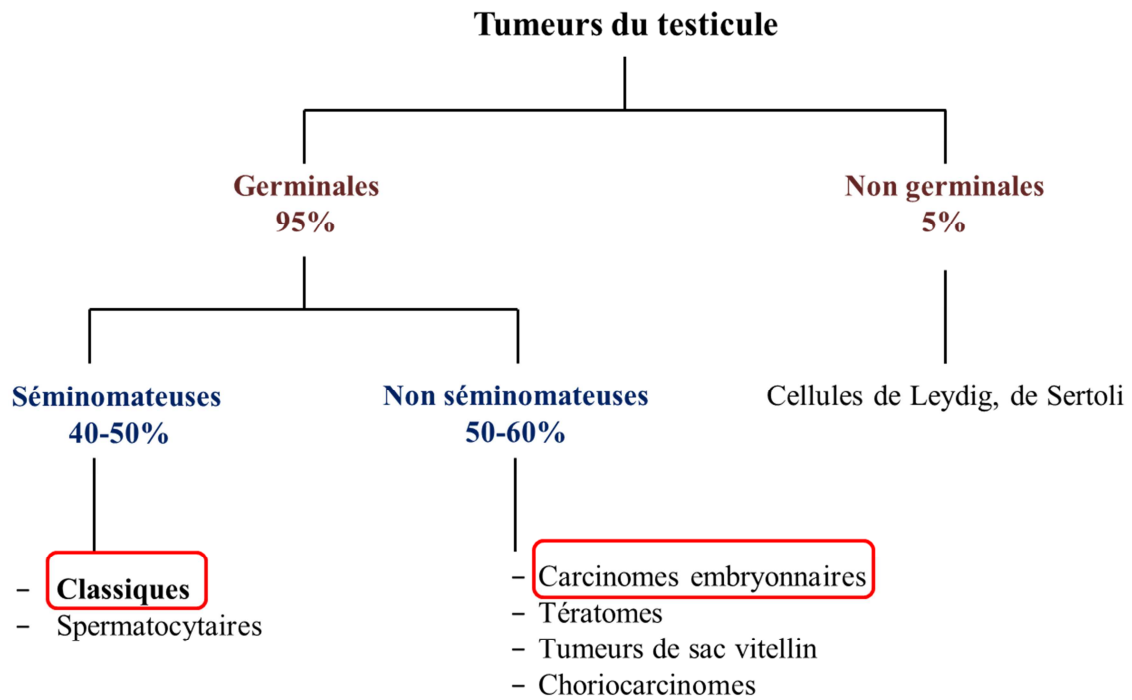 Tumeurs du testicule
Germinales
95%
Non germinales
5%
Séminomateuses
40-50%
Non séminomateuses
50-60%
Cellules de Leydig, de Sertoli
- Classiques
- Spermatocytaires
- Carcinomes embryonnaires
- Tératomes
- Tumeurs de sac vitellin
- Choriocarcinomes